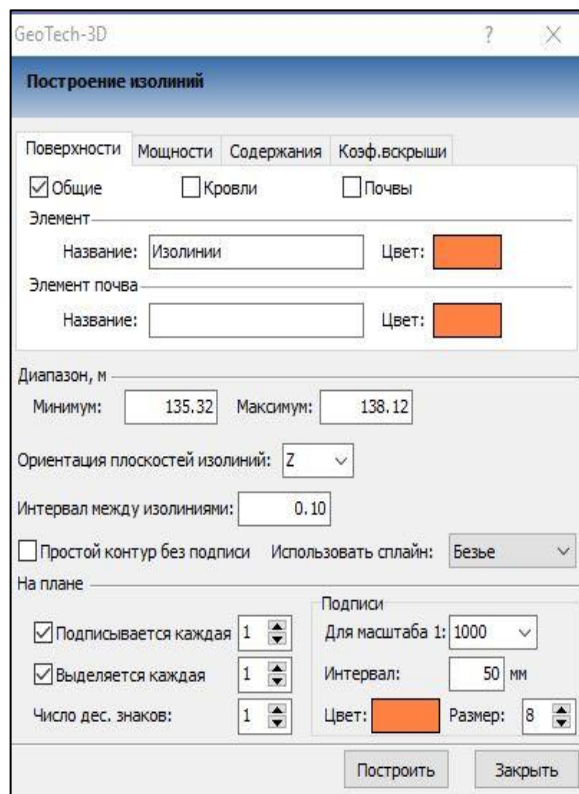 GeoTech-3D ?
Построение изолиний
Поверхности Мощности Содержания Коэф.вскрыши
Общие Кровли Почвы
Элемент
Название: Изолинии Цвет:
Элемент почва
Название: Цвет:
Диапазон, м
Минимум: 135.32 Максимум: 138.12
Ориентация плоскостей изолиний: Z
Интервал между изолиниями: 0.10
Простой контур без подписи Использовать сплайн: Безье
На плане
Подписи
Подписывается каждая 1 Для масштаба 1: 1000
Выделяется каждая 1 Интервал: 50 мм
Число дес. знаков: 1 Цвет: Размер: 8
Построить Закрыть